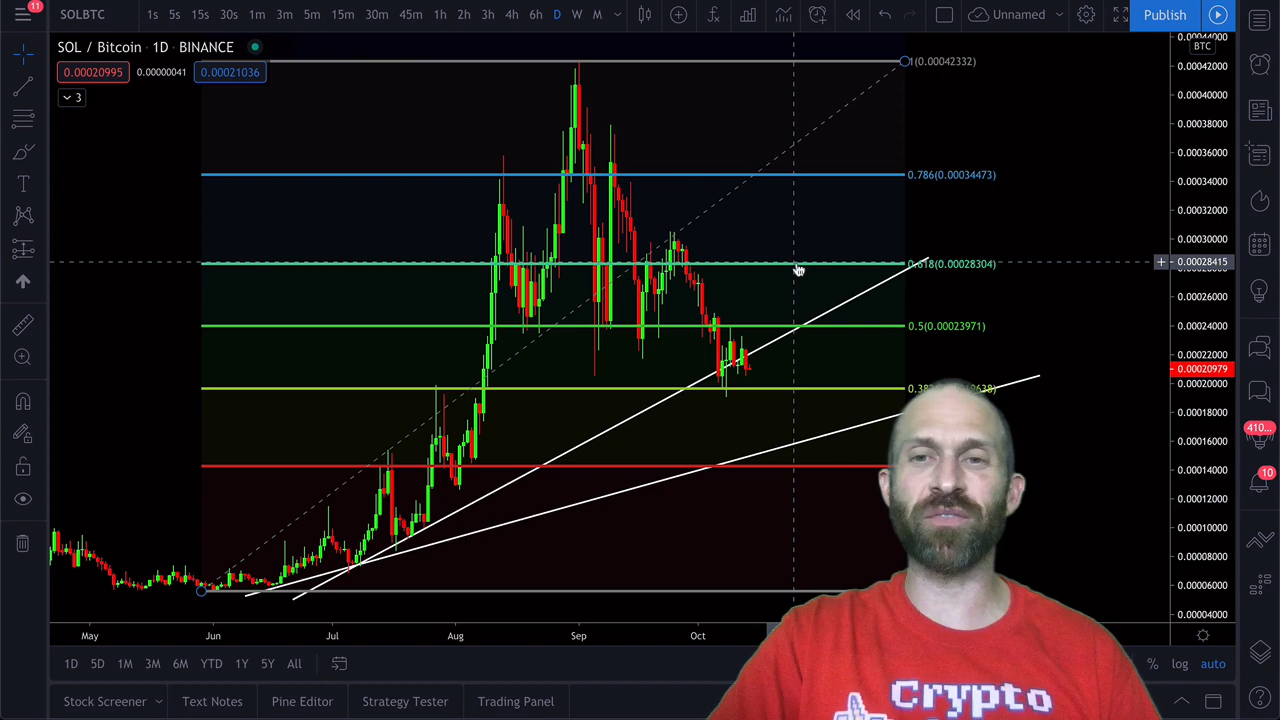 11
SOLBTC
1s 5s 15s 30s 1m 3m 5m 15m 30m 45m 1h 2h 3h 4h 6h D W M
Unnamed
Publish
SOL / Bitcoin · 1D · BINANCE
0.00020995 0.00000041 0.00021036
3
BTC
0.00044000
0.00042000
0.00040000
0.00038000
0.00036000
0.00034000
0.00032000
0.00030000
0.00028415
0.00026000
0.00024000
0.00022000
0.00020979
0.00020000
0.00018000
0.00016000
0.00014000
0.00012000
0.00010000
0.00008000
0.00006000
0.00004000
1(0.00042332)
0.786(0.00034473)
0.618(0.00028304)
0.5(0.00023971)
410...
10
May Jun Jul Aug Sep Oct
1D 5D 1M 3M 6M YTD 1Y 5Y All
% log auto
Stock Screener Text Notes Pine Editor Strategy Tester Trading Panel
Crypto